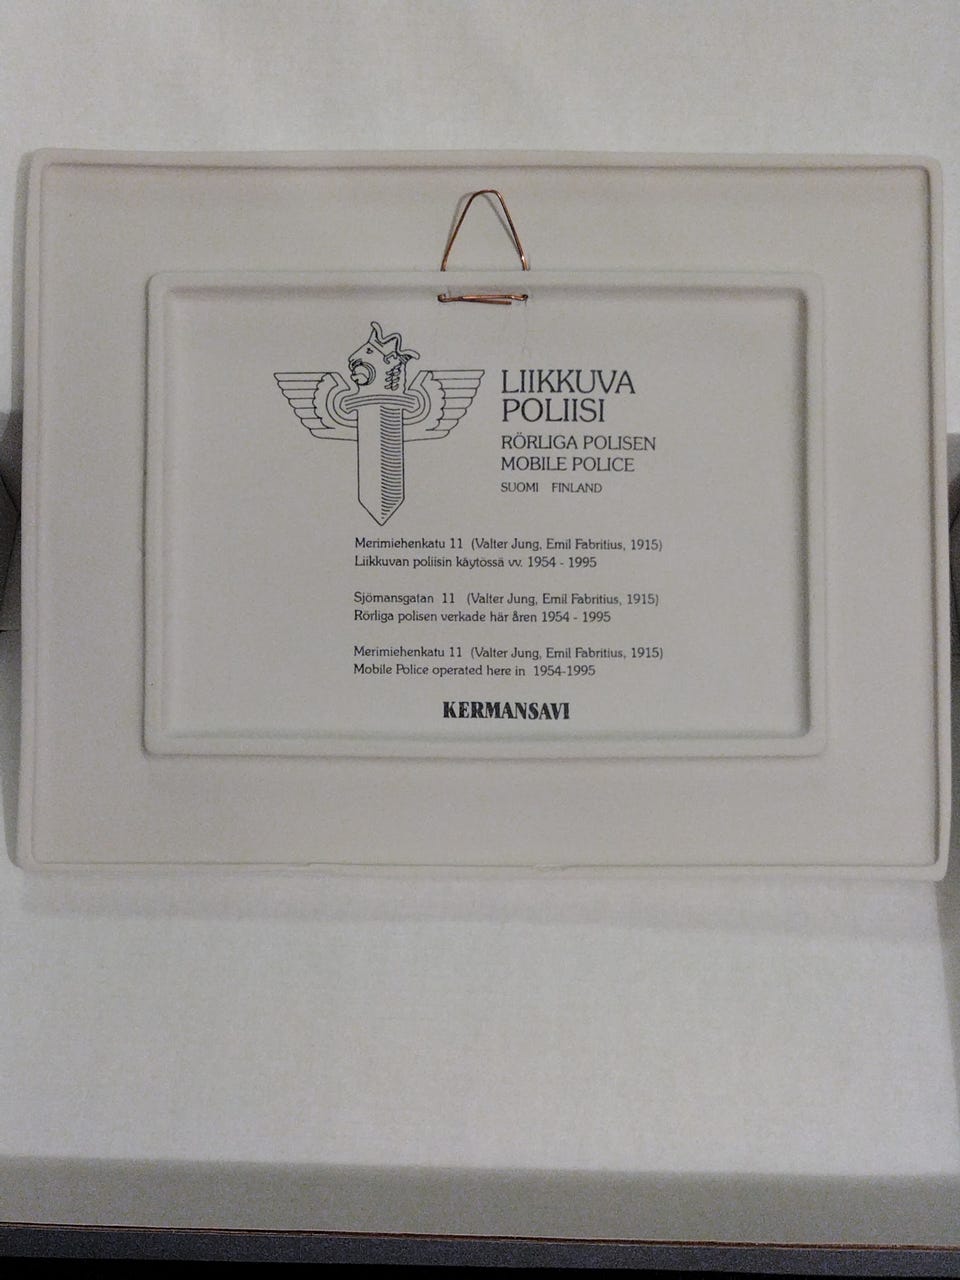 LIIKKUVA
POLIISI
RÖRLIGA POLISEN
MOBILE POLICE
SUOMI FINLAND
Merimiehenkatu 11 (Valter Jung, Emil Fabritius, 1915)
Liikkuvan poliisin käytössä vv. 1954 - 1995
Sjömansgatan 11 (Valter Jung, Emil Fabritius, 1915)
Rörliga polisen verkade här åren 1954 - 1995
Merimiehenkatu 11 (Valter Jung, Emil Fabritius, 1915)
Mobile Police operated here in 1954-1995
KERMANSAVI